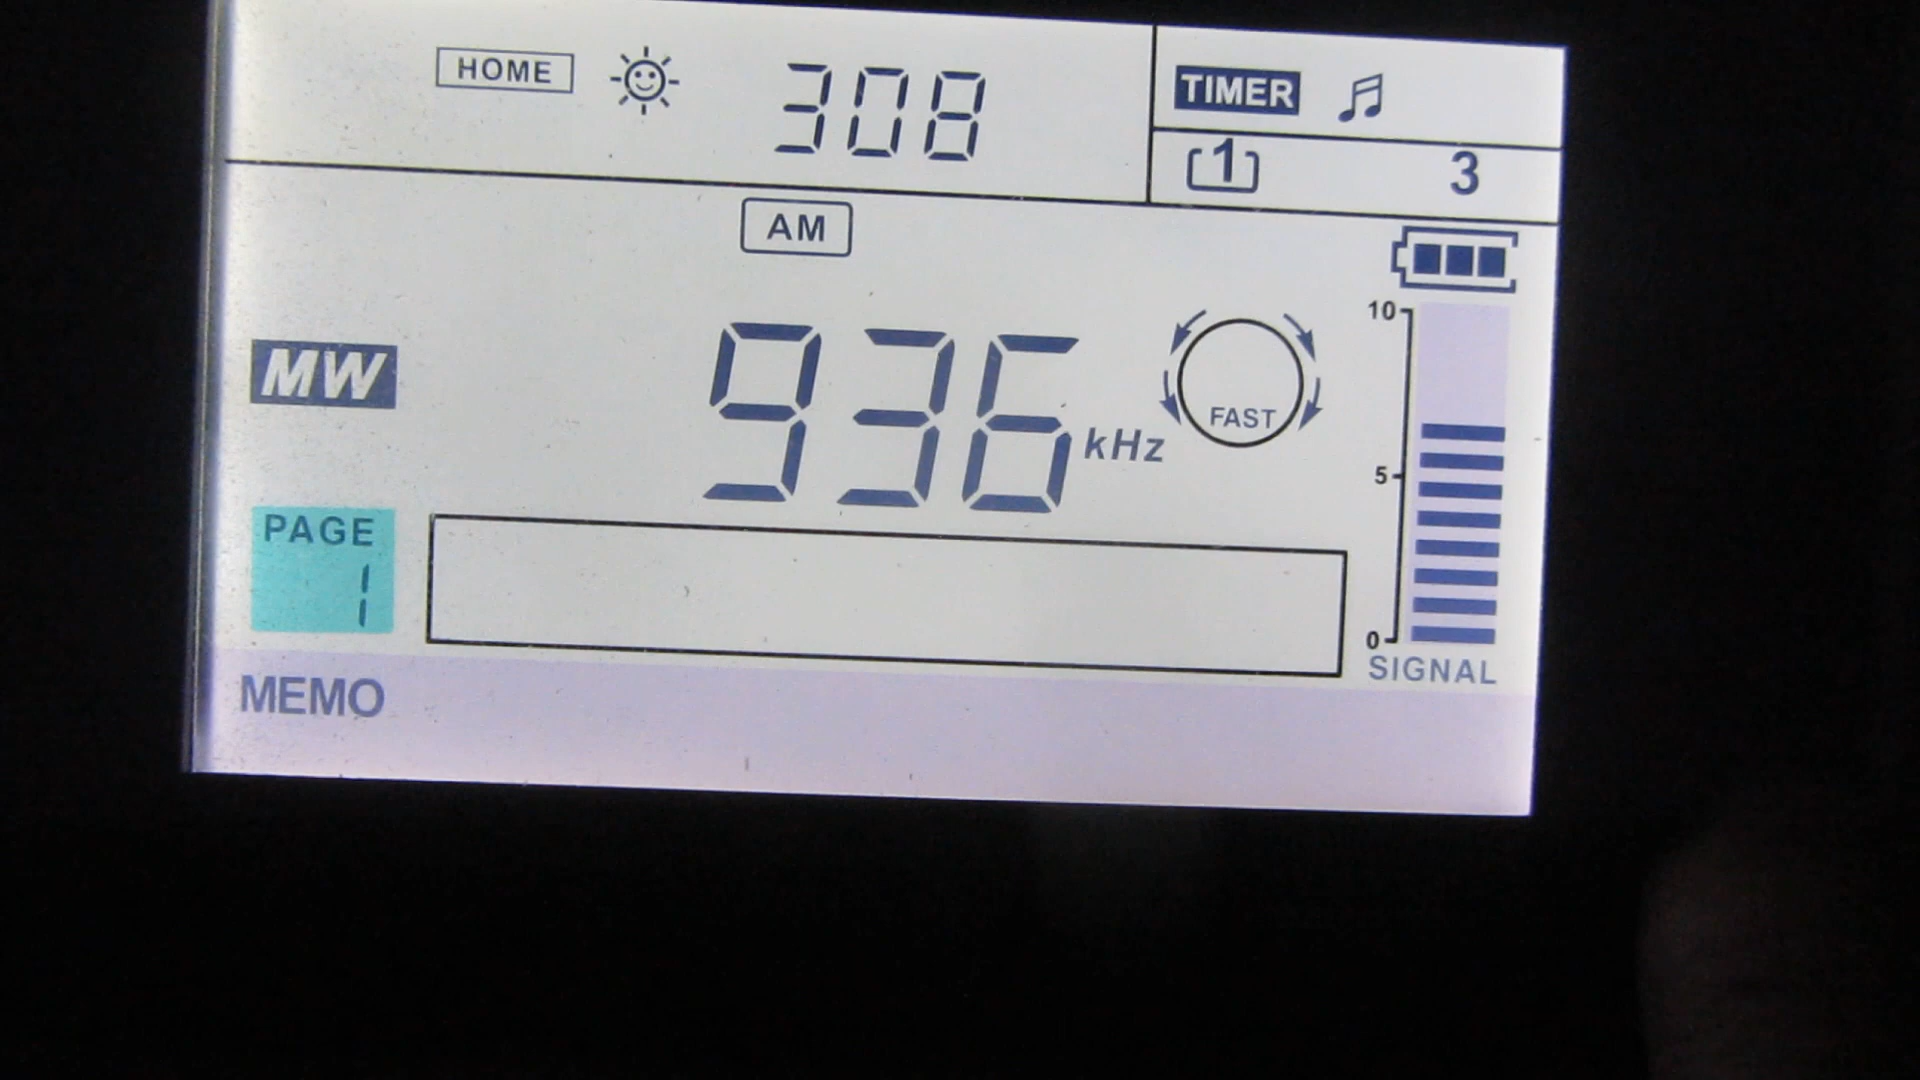 HOME 308 TIMER
1 3
AM
10
MW 936 kHz FAST
5
PAGE
1
0
SIGNAL
MEMO